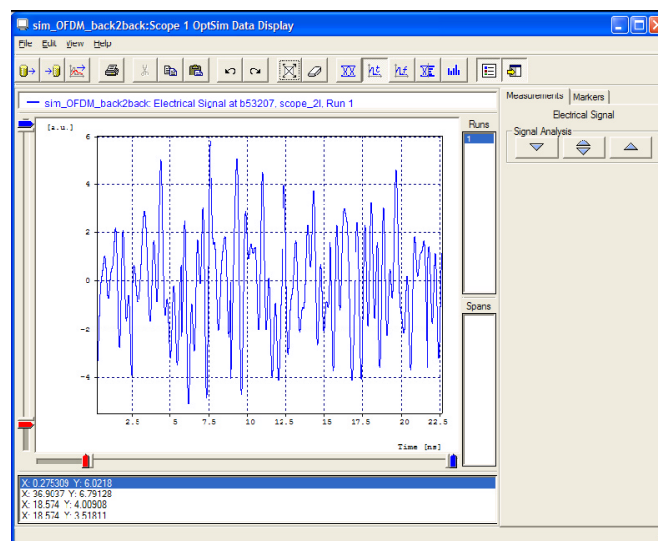 sim_OFDM_back2back:Scope 1 OptSim Data Display
File Edit View Help
sim_OFDM_back2back: Electrical Signal at b53207, scope_2I, Run 1
[a.u.]
6
4
2
0
-2
-4
2.5 5 7.5 10 12.5 15 17.5 20 22.5
Time [ns]
Runs
1
Spans
Measurements Markers
Electrical Signal
Signal Analysis
X: 0.275309 Y: 6.0218
X: 36.9037 Y: 6.79128
X: 18.574 Y: 4.00908
X: 18.574 Y: 3.51811